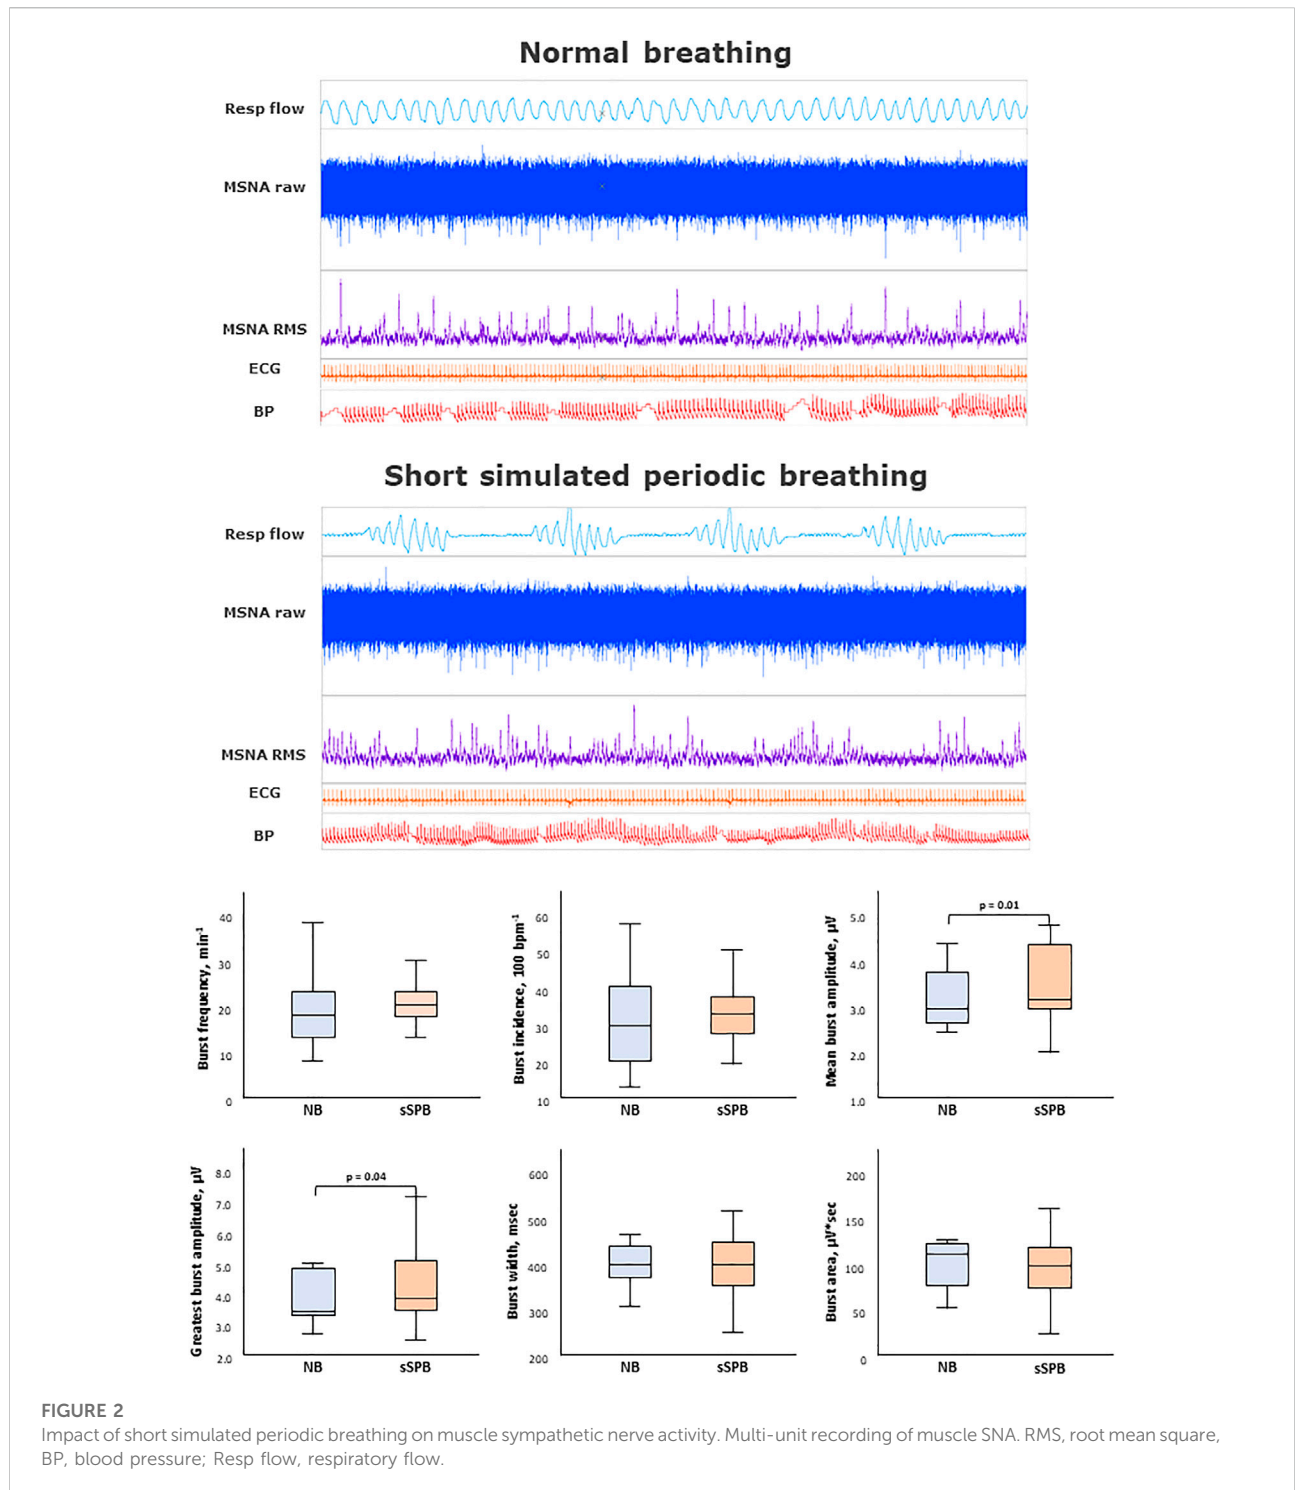 Normal breathing
Resp flow
MSNA raw
MSNA RMS
ECG
BP
Short simulated periodic breathing
Resp flow
MSNA raw
MSNA RMS
ECG
BP
Burst frequency, min⁻¹
40
30
20
10
0
NB sSPB
Burst incidence, 100 bpm⁻¹
60
50
40
30
20
10
NB sSPB
Mean burst amplitude, µV
5.0
4.0
3.0
2.0
1.0
p = 0.01
NB sSPB
Greatest burst amplitude, µV
8.0
7.0
6.0
5.0
4.0
3.0
2.0
p = 0.04
NB sSPB
Burst width, msec
600
500
400
300
200
NB sSPB
Burst area, µV*sec
200
150
100
50
0
NB sSPB
FIGURE 2
Impact of short simulated periodic breathing on muscle sympathetic nerve activity. Multi-unit recording of muscle SNA. RMS, root mean square,
BP, blood pressure; Resp flow, respiratory flow.